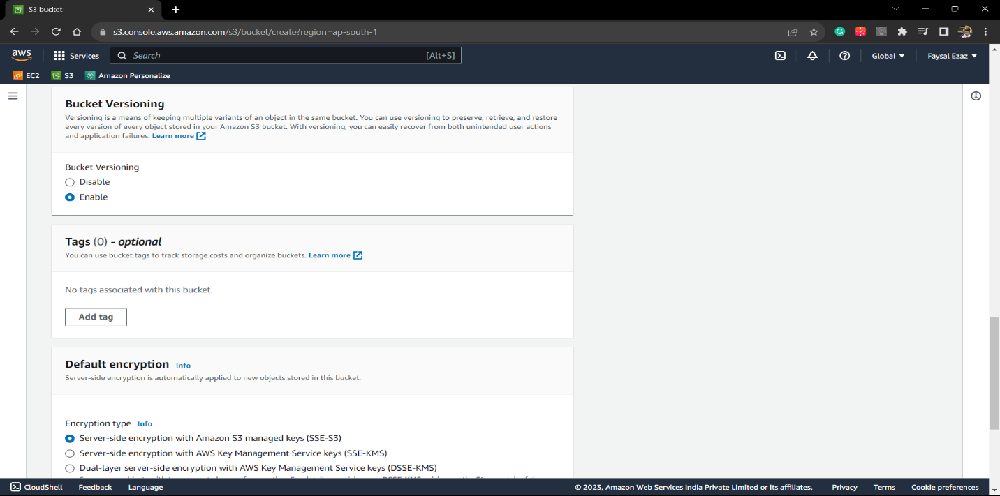 S3 bucket
s3.console.aws.amazon.com/s3/bucket/create?region=ap-south-1
aws
Services
Search
[Alt+S]
Global
Faysal Ezaz
EC2
S3
Amazon Personalize
Bucket Versioning
Versioning is a means of keeping multiple variants of an object in the same bucket. You can use versioning to preserve, retrieve, and restore
every version of every object stored in your Amazon S3 bucket. With versioning, you can easily recover from both unintended user actions
and application failures. Learn more
Bucket Versioning
Disable
Enable
Tags (0) - optional
You can use bucket tags to track storage costs and organize buckets. Learn more
No tags associated with this bucket.
Add tag
Default encryption Info
Server-side encryption is automatically applied to new objects stored in this bucket.
Encryption type Info
Server-side encryption with Amazon S3 managed keys (SSE-S3)
Server-side encryption with AWS Key Management Service keys (SSE-KMS)
Dual-layer server-side encryption with AWS Key Management Service keys (DSSE-KMS)
CloudShell
Feedback
Language
© 2023, Amazon Web Services India Private Limited or its affiliates.
Privacy
Terms
Cookie preferences